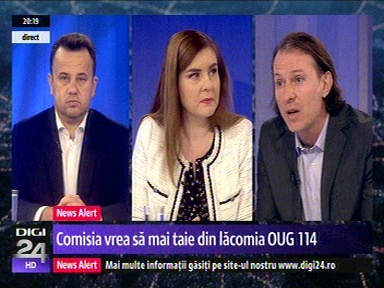 20:19
direct
News Alert
DIGI
24
HD
Comisia vrea să mai taie din lăcomia OUG 114
News Alert
Mai multe informații găsiți pe site-ul nostru www.digi24.ro